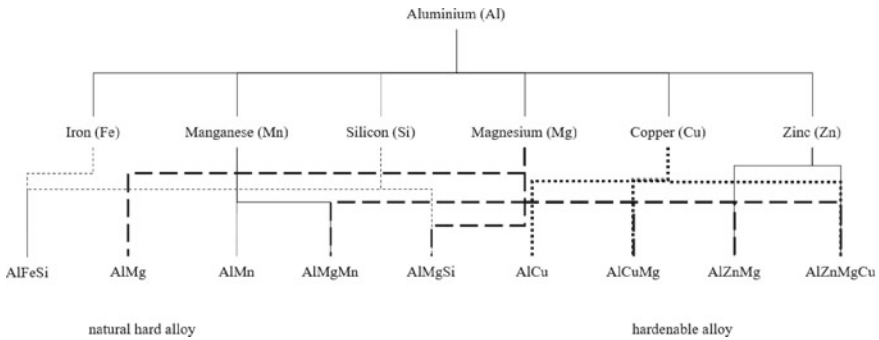 Aluminium (Al)
Iron (Fe) Manganese (Mn) Silicon (Si) Magnesium (Mg) Copper (Cu) Zinc (Zn)
AlFeSi AlMg AlMn AlMgMn AlMgSi AlCu AlCuMg AlZnMg AlZnMgCu
natural hard alloy hardenable alloy